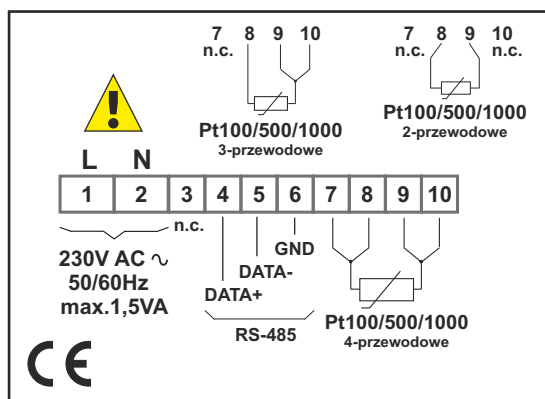 7 8 9 10
n.c.
Pt100/500/1000
3-przewodowe
7 8 9 10
n.c. n.c.
Pt100/500/1000
2-przewodowe
L N
1 2 3 4 5 6 7 8 9 10
n.c.
230V AC ∿
50/60Hz
max.1,5VA
GND
DATA-
DATA+
RS-485
Pt100/500/1000
4-przewodowe
CE